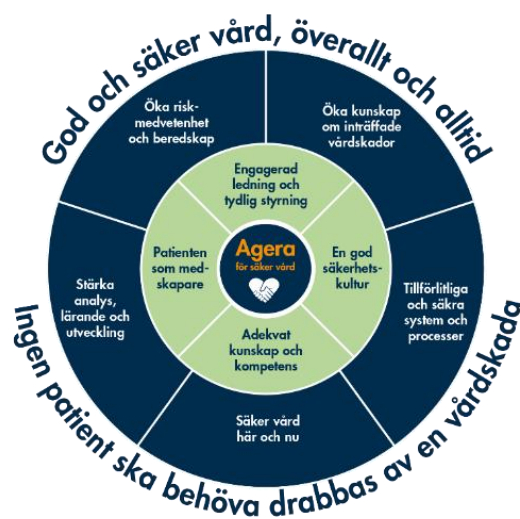 God och säker vård, överallt och alltid
Öka risk-
medvetenhet
och beredskap
Öka kunskap
om inträffade
vårdskador
Engagerad
ledning och
tydlig styrning
Patienten
som med-
skapare
Agera
för säker vård
En god
säkerhets-
kultur
Stärka
analys,
lärande och
utveckling
Tillförlitliga
och säkra
system och
processer
Adekvat
kunskap och
kompetens
Säker vård
här och nu
Ingen patient ska behöva drabbas av en vårdskada